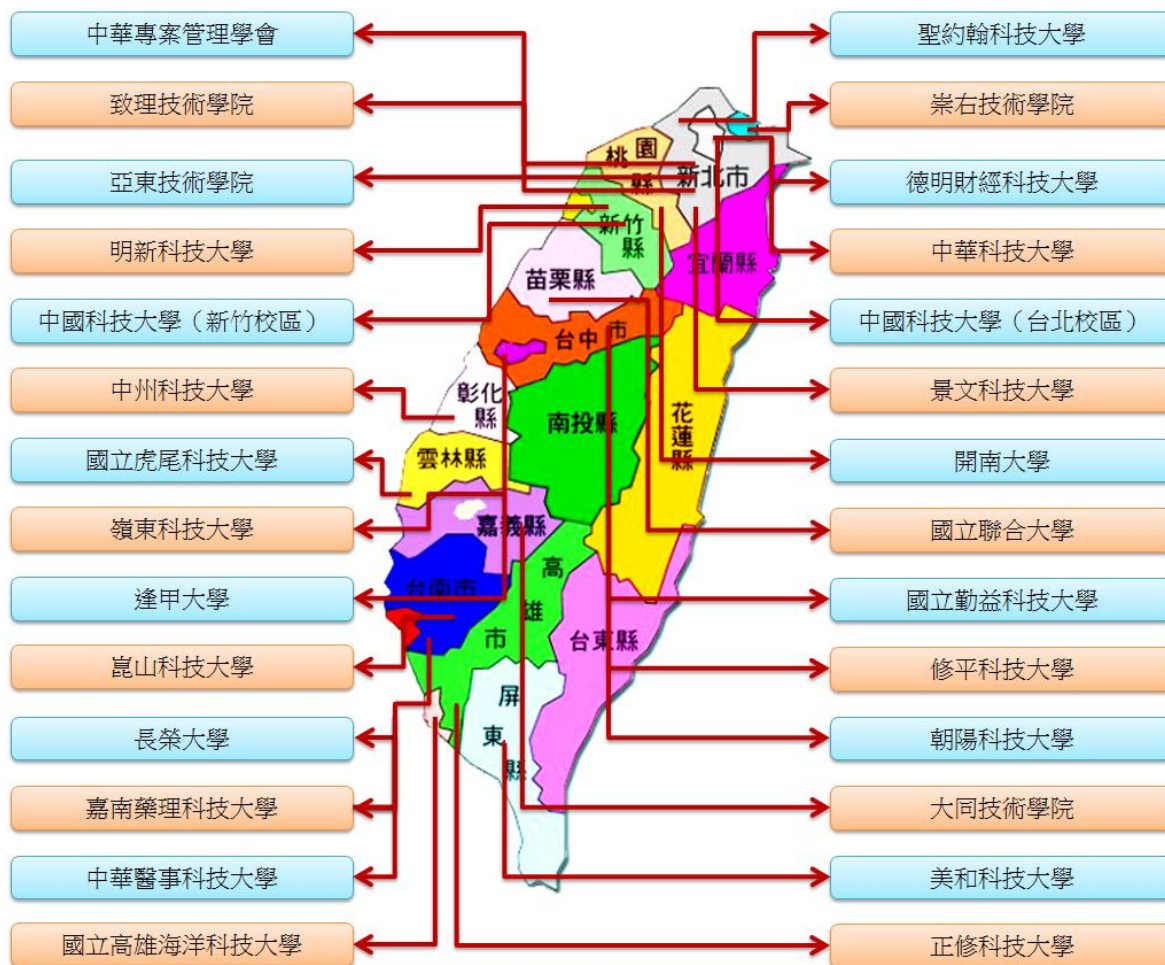 中華專案管理學會
致理技術學院
亞東技術學院
明新科技大學
中國科技大學（新竹校區）
中州科技大學
國立虎尾科技大學
嶺東科技大學
逢甲大學
崑山科技大學
長榮大學
嘉南藥理科技大學
中華醫事科技大學
國立高雄海洋科技大學
桃園縣
新北市
新竹縣
宜蘭縣
苗栗縣
台中市
彰化縣
南投縣
花蓮縣
雲林縣
嘉義縣
台南市
高雄市
台東縣
屏東縣
聖約翰科技大學
崇右技術學院
德明財經科技大學
中華科技大學
中國科技大學（台北校區）
景文科技大學
開南大學
國立聯合大學
國立勤益科技大學
修平科技大學
朝陽科技大學
大同技術學院
美和科技大學
正修科技大學